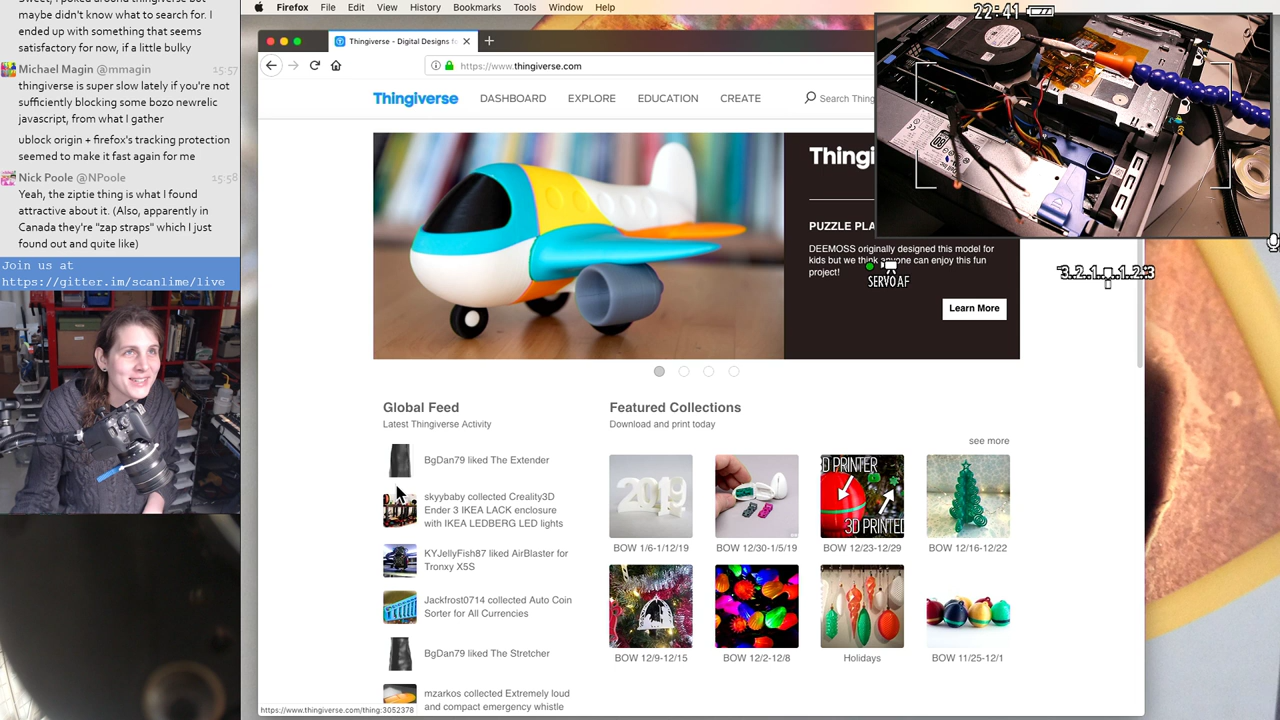 Sweet, I poked around thingiverse but
maybe didn't know what to search for. I
ended up with something that seems
satisfactory for now, if a little bulky
Michael Magin @mmagin 15:57
thingiverse is super slow lately if you're not
sufficiently blocking some bozo newrelic
javascript, from what I gather
ublock origin + firefox's tracking protection
seemed to make it fast again for me
Nick Poole @NPoole 15:58
Yeah, the ziptie thing is what I found
attractive about it. (Also, apparently in
Canada they're "zap straps" which I just
found out and quite like)
Join us at
https://gitter.im/scanlime/live
Firefox File Edit View History Bookmarks Tools Window Help
Thingiverse - Digital Designs fo
https://www.thingiverse.com
Thingiverse DASHBOARD EXPLORE EDUCATION CREATE Search Thing
22:41
Thingi
PUZZLE PLA
DEEMOSS originally designed this model for
kids but we think anyone can enjoy this fun
project!
SERVO AF
3.2.1. .1.2.3
Learn More
Global Feed
Latest Thingiverse Activity
BgDan79 liked The Extender
skyybaby collected Creality3D
Ender 3 IKEA LACK enclosure
with IKEA LEDBERG LED lights
KYJellyFish87 liked AirBlaster for
Tronxy X5S
Jackfrost0714 collected Auto Coin
Sorter for All Currencies
BgDan79 liked The Stretcher
mzarkos collected Extremely loud
and compact emergency whistle
Featured Collections
Download and print today
see more
2019
3D PRINTER
3D PRINTED
BOW 1/6-1/12/19
BOW 12/30-1/5/19
BOW 12/23-12/29
BOW 12/16-12/22
BOW 12/9-12/15
BOW 12/2-12/8
Holidays
BOW 11/25-12/1
https://www.thingiverse.com/thing:3052378